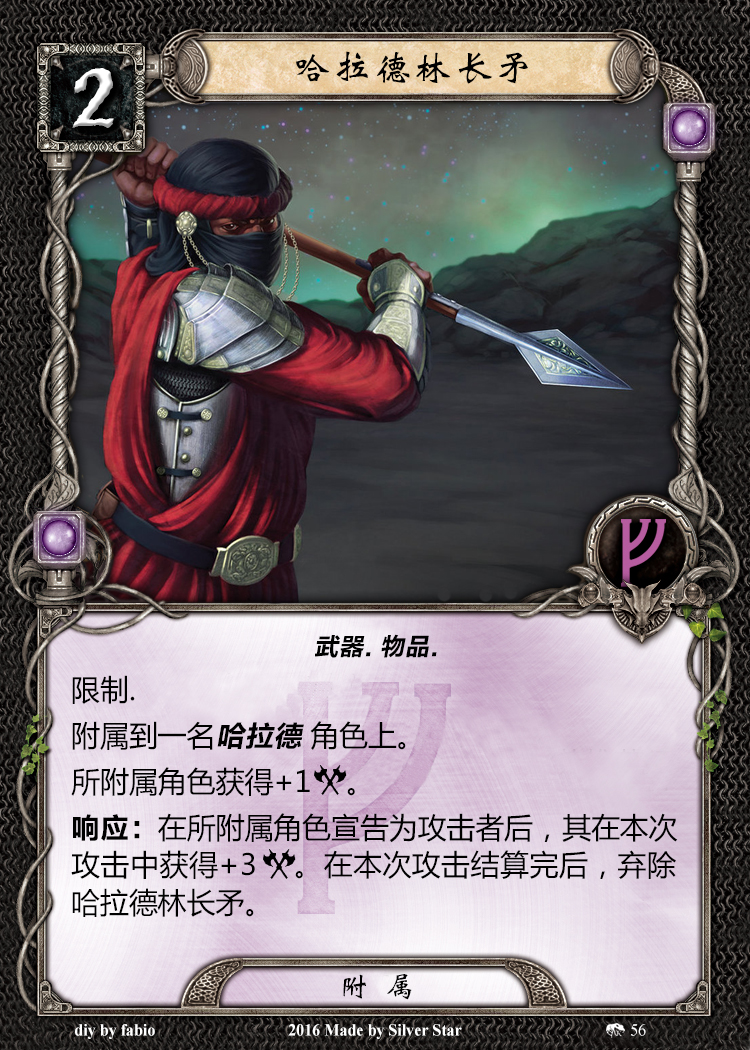 哈拉德林长矛
2
武器. 物品.
限制.
附属到一名哈拉德 角色上。
所附属角色获得+1。
响应：在所附属角色宣告为攻击者后，其在本次
攻击中获得+3。在本次攻击结算完后，弃除
哈拉德林长矛。
附 属
diy by fabio 2016 Made by Silver Star 56